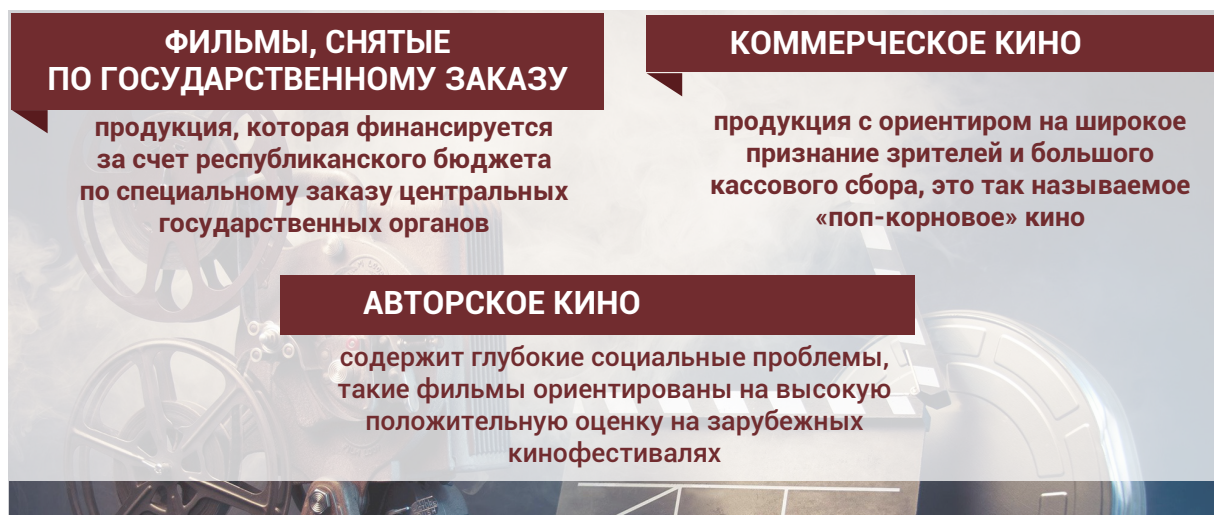 ФИЛЬМЫ, СНЯТЫЕ
ПО ГОСУДАРСТВЕННОМУ ЗАКАЗУ
продукция, которая финансируется
за счет республиканского бюджета
по специальному заказу центральных
государственных органов
КОММЕРЧЕСКОЕ КИНО
продукция с ориентиром на широкое
признание зрителей и большого
кассового сбора, это так называемое
«поп-корновое» кино
АВТОРСКОЕ КИНО
содержит глубокие социальные проблемы,
такие фильмы ориентированы на высокую
положительную оценку на зарубежных
кинофестивалях